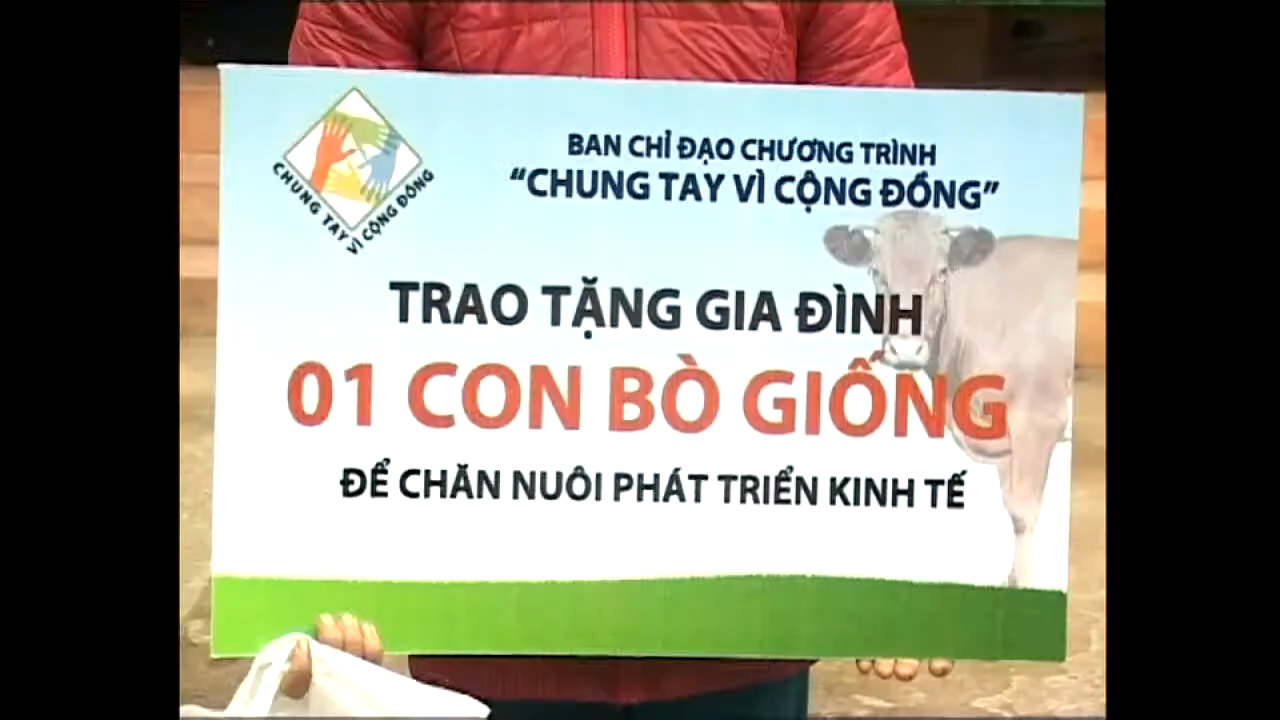 CHUNG TAY VÌ CỘNG ĐỒNG
BAN CHỈ ĐẠO CHƯƠNG TRÌNH
“CHUNG TAY VÌ CỘNG ĐỒNG”
TRAO TẶNG GIA ĐÌNH
01 CON BÒ GIỐNG
ĐỂ CHĂN NUÔI PHÁT TRIỂN KINH TẾ